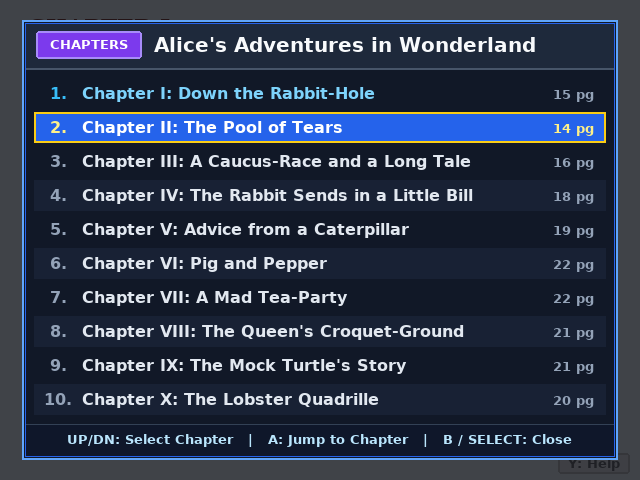 CHAPTERS Alice's Adventures in Wonderland
1. Chapter I: Down the Rabbit-Hole 15 pg
2. Chapter II: The Pool of Tears 14 pg
3. Chapter III: A Caucus-Race and a Long Tale 16 pg
4. Chapter IV: The Rabbit Sends in a Little Bill 18 pg
5. Chapter V: Advice from a Caterpillar 19 pg
6. Chapter VI: Pig and Pepper 22 pg
7. Chapter VII: A Mad Tea-Party 22 pg
8. Chapter VIII: The Queen's Croquet-Ground 21 pg
9. Chapter IX: The Mock Turtle's Story 21 pg
10. Chapter X: The Lobster Quadrille 20 pg
UP/DN: Select Chapter | A: Jump to Chapter | B / SELECT: Close
Y: Help